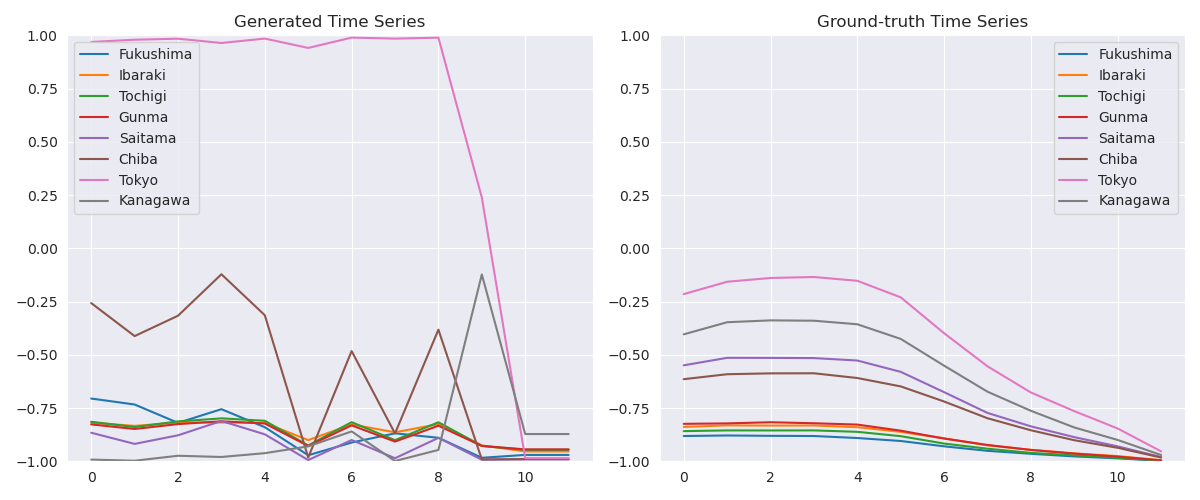 Generated Time Series
1.00
0.75
0.50
0.25
0.00
−0.25
−0.50
−0.75
−1.00
0 2 4 6 8 10
Fukushima
Ibaraki
Tochigi
Gunma
Saitama
Chiba
Tokyo
Kanagawa
Ground-truth Time Series
1.00
0.75
0.50
0.25
0.00
−0.25
−0.50
−0.75
−1.00
0 2 4 6 8 10
Fukushima
Ibaraki
Tochigi
Gunma
Saitama
Chiba
Tokyo
Kanagawa